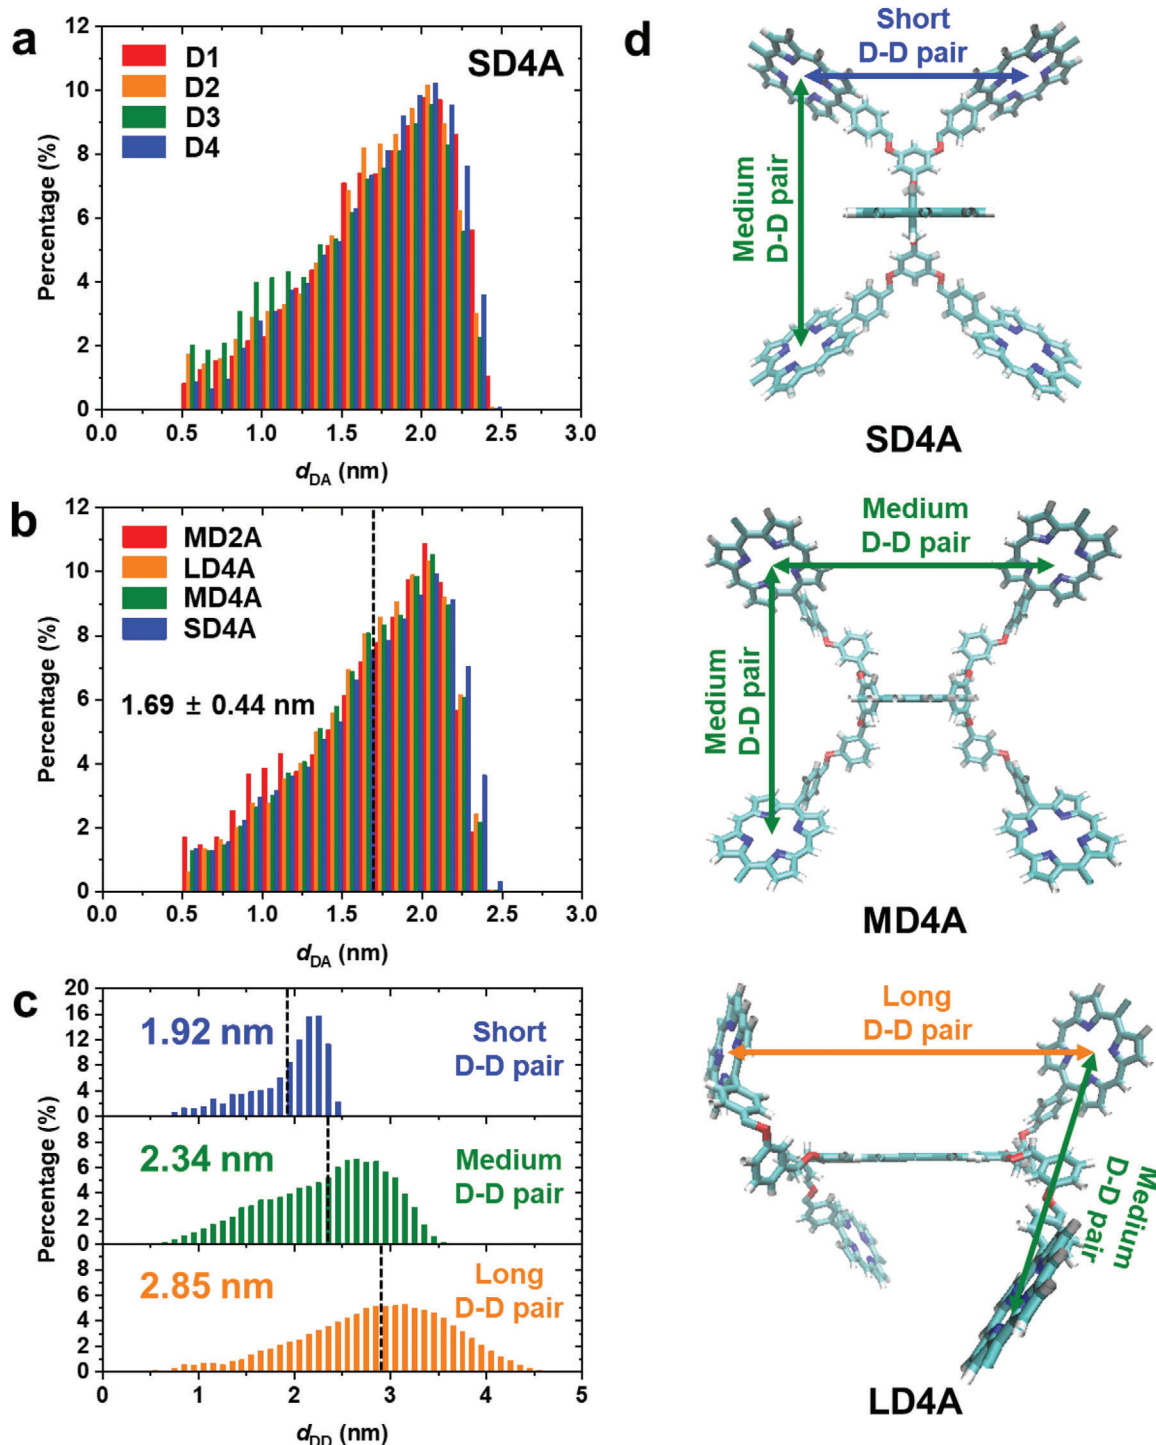 a
D1
D2
D3
D4
SD4A
12
10
8
6
4
2
0
Percentage (%)
0.0 0.5 1.0 1.5 2.0 2.5 3.0
dDA (nm)
b
MD2A
LD4A
MD4A
SD4A
1.69 ± 0.44 nm
12
10
8
6
4
2
0
Percentage (%)
0.0 0.5 1.0 1.5 2.0 2.5 3.0
dDA (nm)
c
20
16
12
8
4
0
1.92 nm
Short
D-D pair
8
6
4
2
0
2.34 nm
Medium
D-D pair
8
6
4
2
0
2.85 nm
Long
D-D pair
Percentage (%)
0 1 2 3 4 5
dDD (nm)
d
Short
D-D pair
Medium
D-D pair
SD4A
Medium
D-D pair
Medium
D-D pair
MD4A
Long
D-D pair
Medium
D-D pair
LD4A